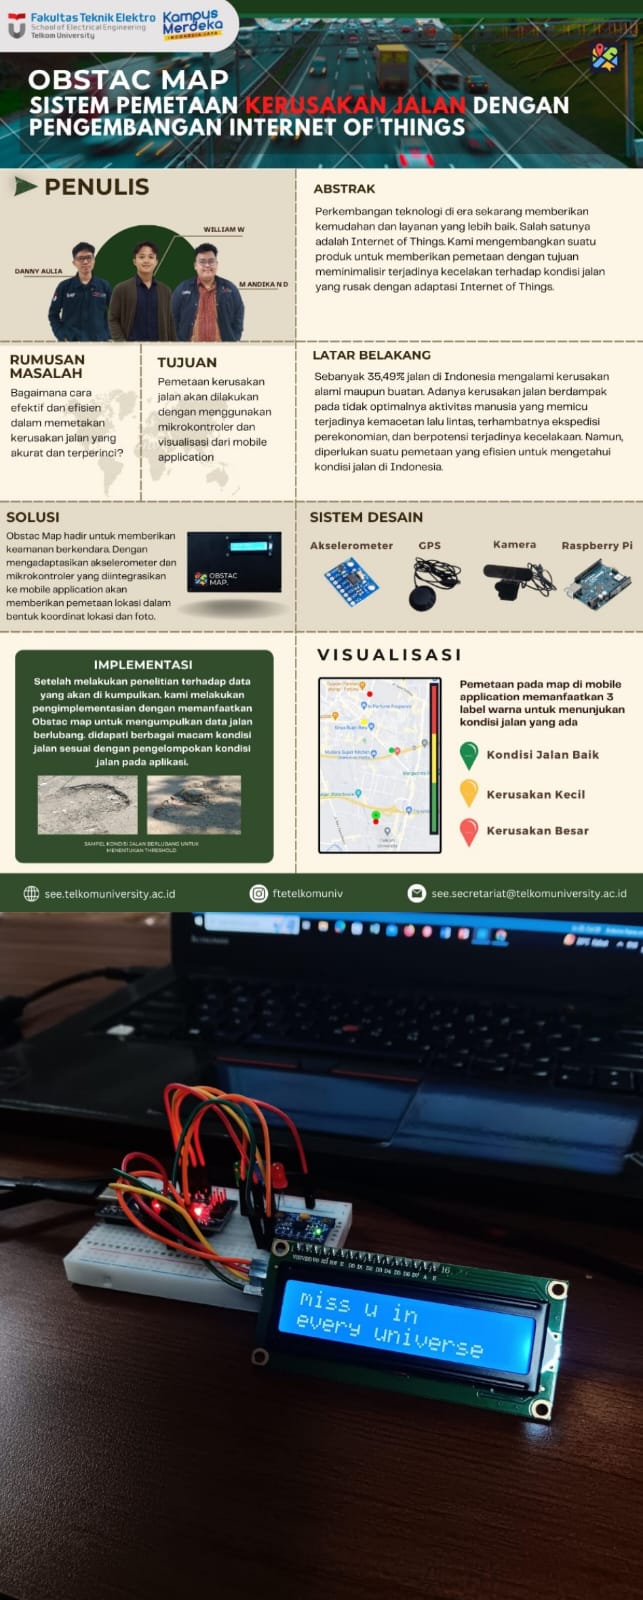 Fakultas Teknik Elektro
School of Electrical Engineering
Telkom University
Kampus
Merdeka
INDONESIA JAYA
OBSTAC MAP
SISTEM PEMETAAN KERUSAKAN JALAN DENGAN
PENGEMBANGAN INTERNET OF THINGS
PENULIS
WILLIAM W
DANNY AULIA
M ANDIKA N D
ABSTRAK
Perkembangan teknologi di era sekarang memberikan
kemudahan dan layanan yang lebih baik. Salah satunya
adalah Internet of Things. Kami mengembangkan suatu
produk untuk memberikan pemetaan dengan tujuan
meminimalisir terjadinya kecelakan terhadap kondisi jalan
yang rusak dengan adaptasi Internet of Things.
RUMUSAN
MASALAH
Bagaimana cara
efektif dan efisien
dalam memetakan
kerusakan jalan yang
akurat dan terperinci?
TUJUAN
Pemetaan kerusakan
jalan akan dilakukan
dengan menggunakan
mikrokontroler dan
visualisasi dari mobile
application
LATAR BELAKANG
Sebanyak 35,49% jalan di Indonesia mengalami kerusakan
alami maupun buatan. Adanya kerusakan jalan berdampak
pada tidak optimalnya aktivitas manusia yang memicu
terjadinya kemacetan lalu lintas, terhambatnya ekspedisi
perekonomian, dan berpotensi terjadinya kecelakaan. Namun,
diperlukan suatu pemetaan yang efisien untuk mengetahui
kondisi jalan di Indonesia.
SOLUSI
Obstac Map hadir untuk memberikan
keamanan berkendara. Dengan
mengadaptasikan akselerometer dan
mikrokontroler yang diintegrasikan
ke mobile application akan
memberikan pemetaan lokasi dalam
bentuk koordinat lokasi dan foto.
OBSTAC
MAP.
SISTEM DESAIN
Akselerometer
GPS
Kamera
Raspberry Pi
IMPLEMENTASI
Setelah melakukan penelitian terhadap data
yang akan di kumpulkan, kami melakukan
pengimplementasian dengan memanfaatkan
Obstac map untuk mengumpulkan data jalan
berlubang. didapati berbagai macam kondisi
jalan sesuai dengan pengelompokan kondisi
jalan pada aplikasi.
SAMPEL KONDISI JALAN BERLUBANG UNTUK
MENENTUKAN THRESHOLD
VISUALISASI
Telkom
University
Pemetaan pada map di mobile
application memanfaatkan 3
label warna untuk menunjukan
kondisi jalan yang ada
Kondisi Jalan Baik
Kerusakan Kecil
Kerusakan Besar
see.telkomuniversity.ac.id
ftetelkomuniv
see.secretariat@telkomuniversity.ac.id
miss u in
every universe